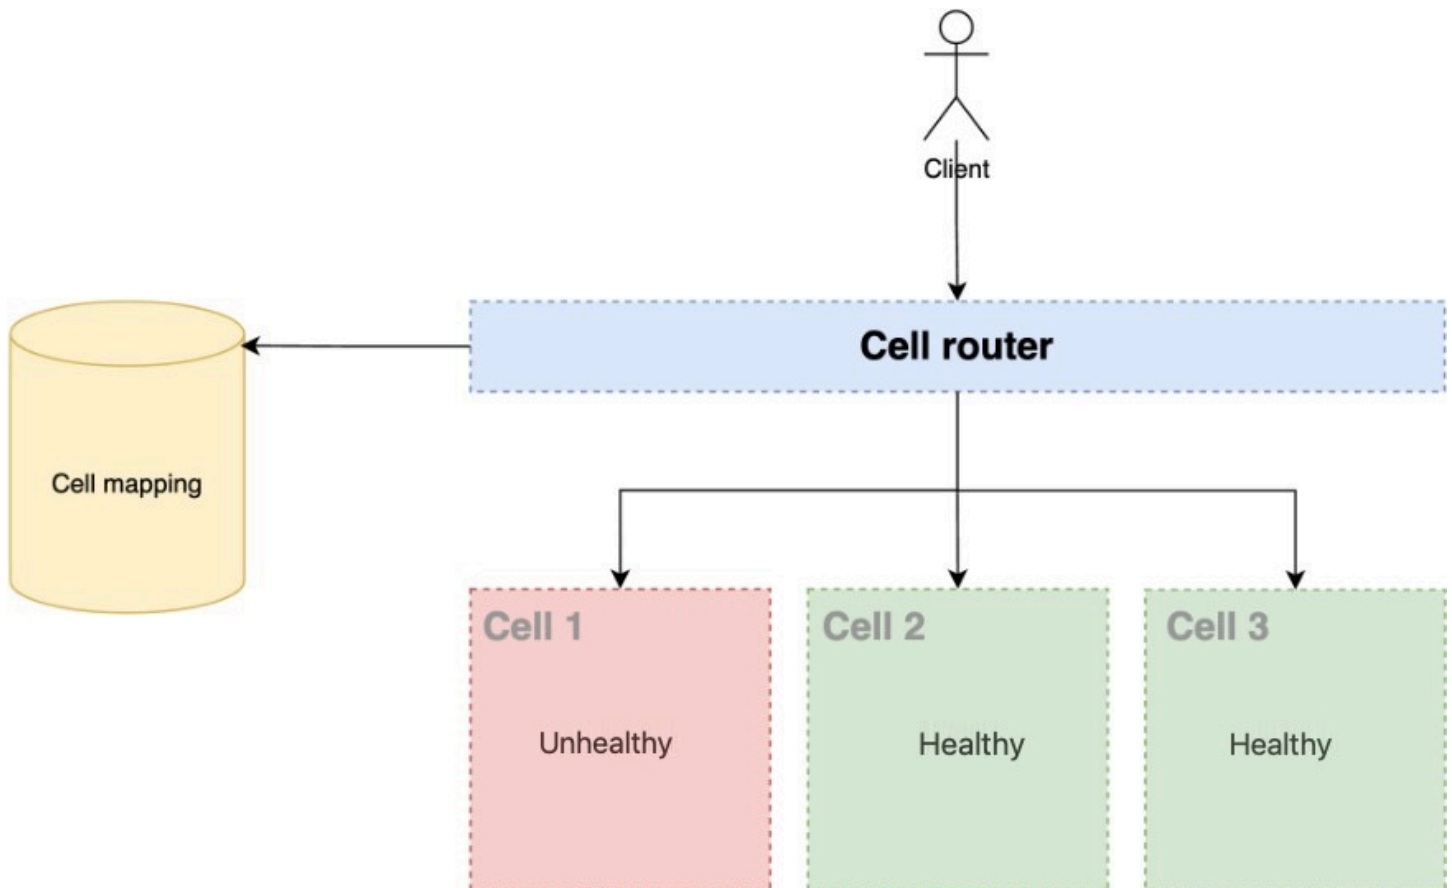 Client
Cell router
Cell mapping
Cell 1
Cell 2
Cell 3
Unhealthy
Healthy
Healthy